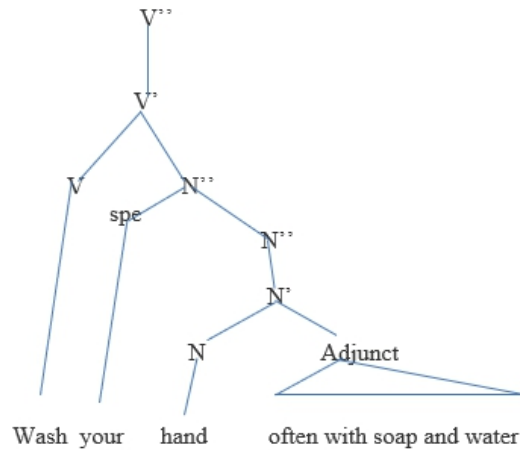 V’’
V’
V N’’
spe
N’’
N’
N Adjunct
Wash your hand often with soap and water